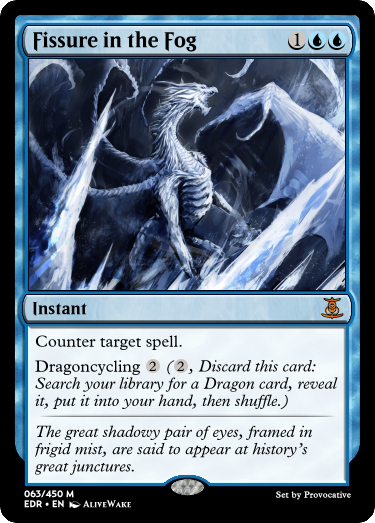 Fissure in the Fog 1
Instant
Counter target spell.
Dragoncycling 2 (2, Discard this card:
Search your library for a Dragon card, reveal
it, put it into your hand, then shuffle.)
The great shadowy pair of eyes, framed in
frigid mist, are said to appear at history's
great junctures.
063/450 M
EDR • EN AliveWake
Set by Provocative